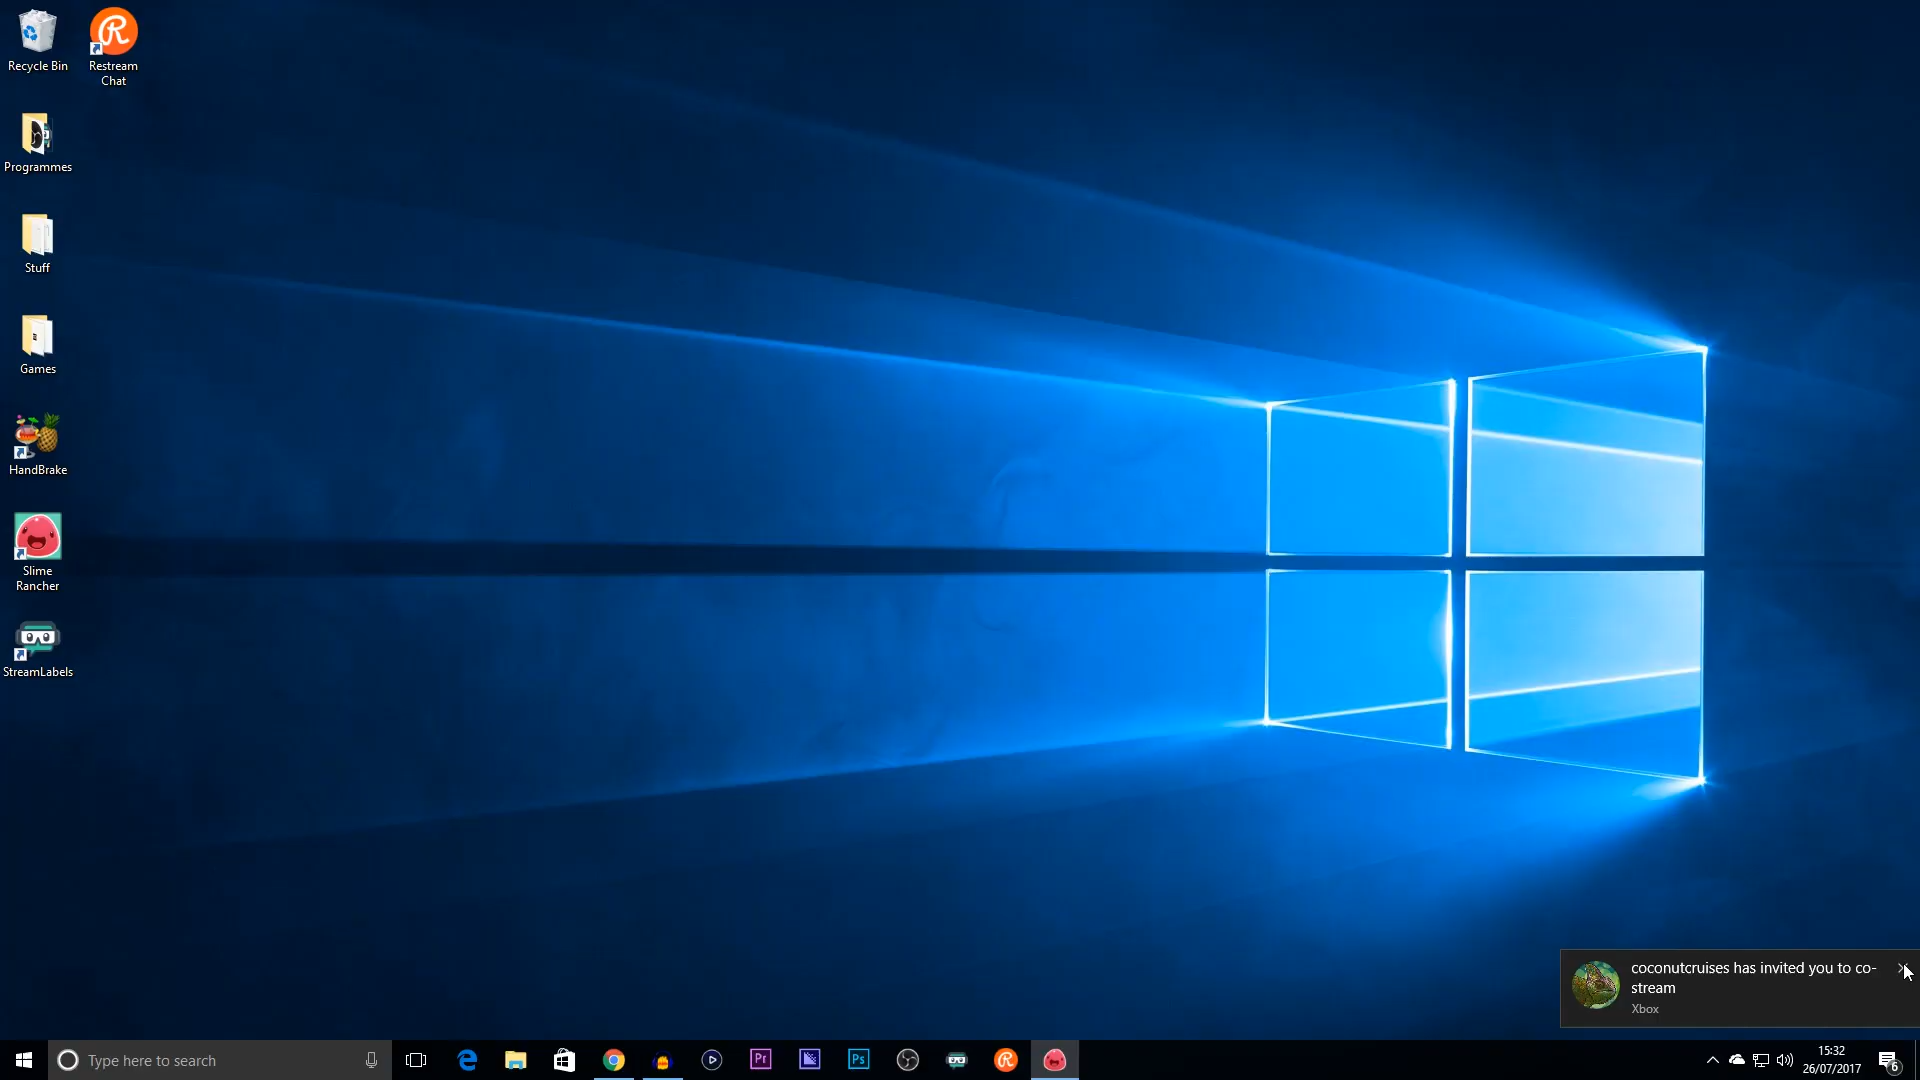 Recycle Bin
Restream
Chat
Programmes
Stuff
Games
HandBrake
Slime
Rancher
StreamLabels
coconutcruises has invited you to co-
stream
Xbox
Type here to search
Pr
Ps
15:32
26/07/2017
6